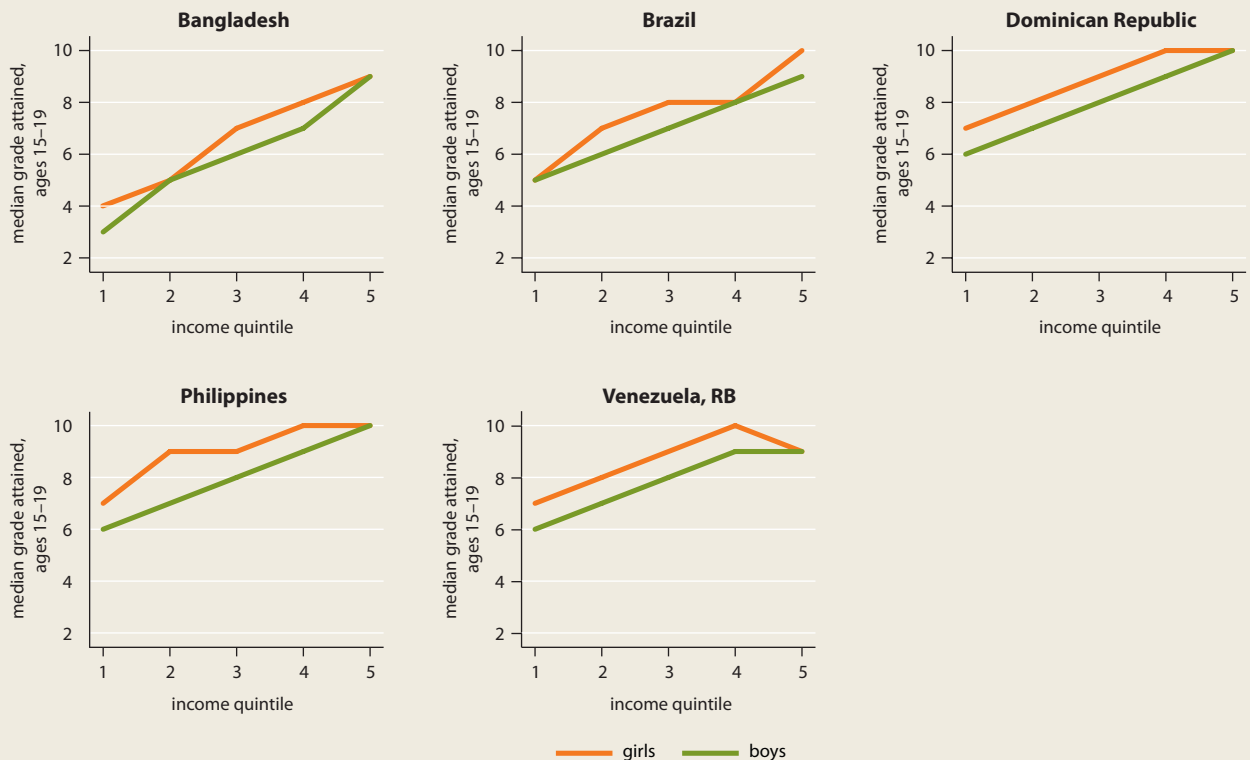 Bangladesh
median grade attained,
ages 15–19
10
8
6
4
2
1 2 3 4 5
income quintile
Brazil
median grade attained,
ages 15–19
10
8
6
4
2
1 2 3 4 5
income quintile
Dominican Republic
median grade attained,
ages 15–19
10
8
6
4
2
1 2 3 4 5
income quintile
Philippines
median grade attained,
ages 15–19
10
8
6
4
2
1 2 3 4 5
income quintile
Venezuela, RB
median grade attained,
ages 15–19
10
8
6
4
2
1 2 3 4 5
income quintile
girls boys